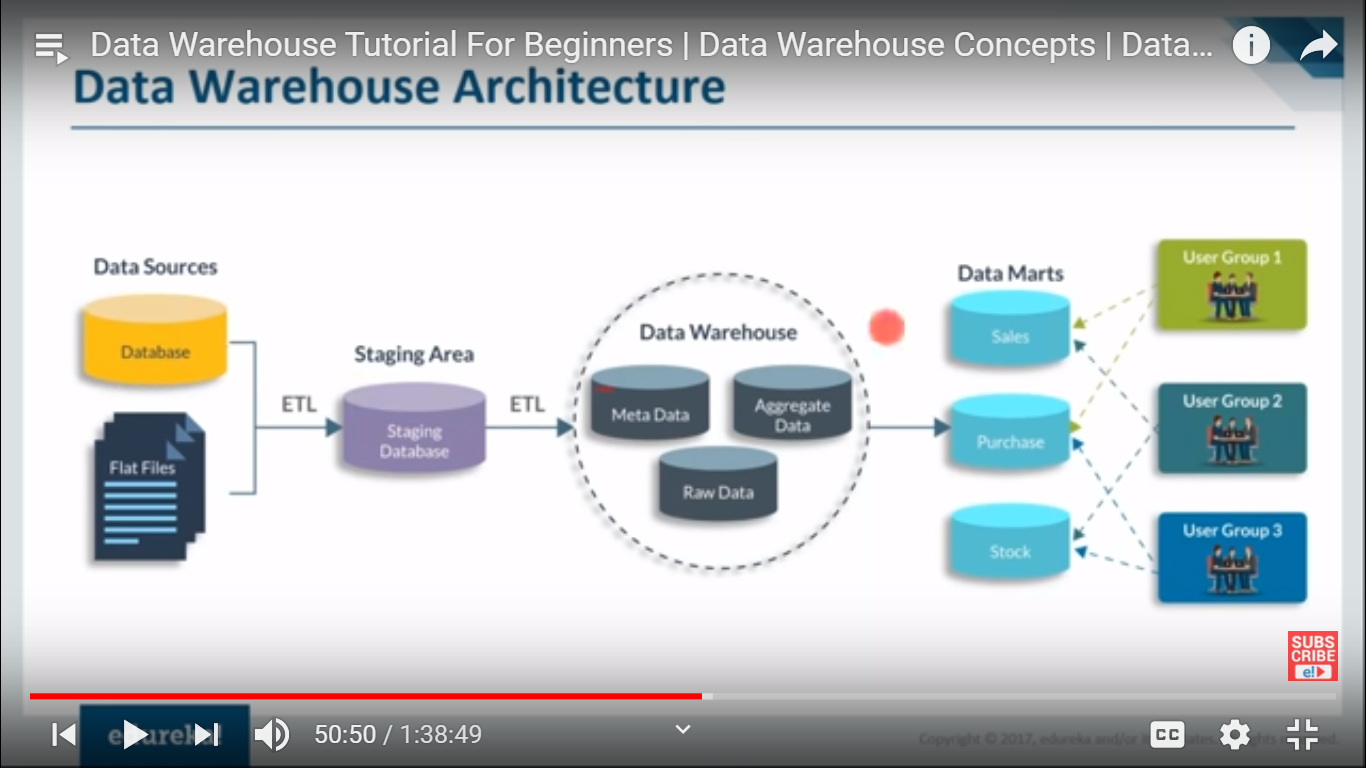 Data Warehouse Tutorial For Beginners | Data Warehouse Concepts | Data...
Data Warehouse Architecture
Data Sources
Database
Flat Files
ETL
Staging Area
Staging
Database
ETL
Data Warehouse
Meta Data
Aggregate
Data
Raw Data
Data Marts
Sales
Purchase
Stock
User Group 1
User Group 2
User Group 3
SUBS
CRIBE
e!
edureka!
50:50 / 1:38:49
CC
Copyright © 2017, edureka and/or its